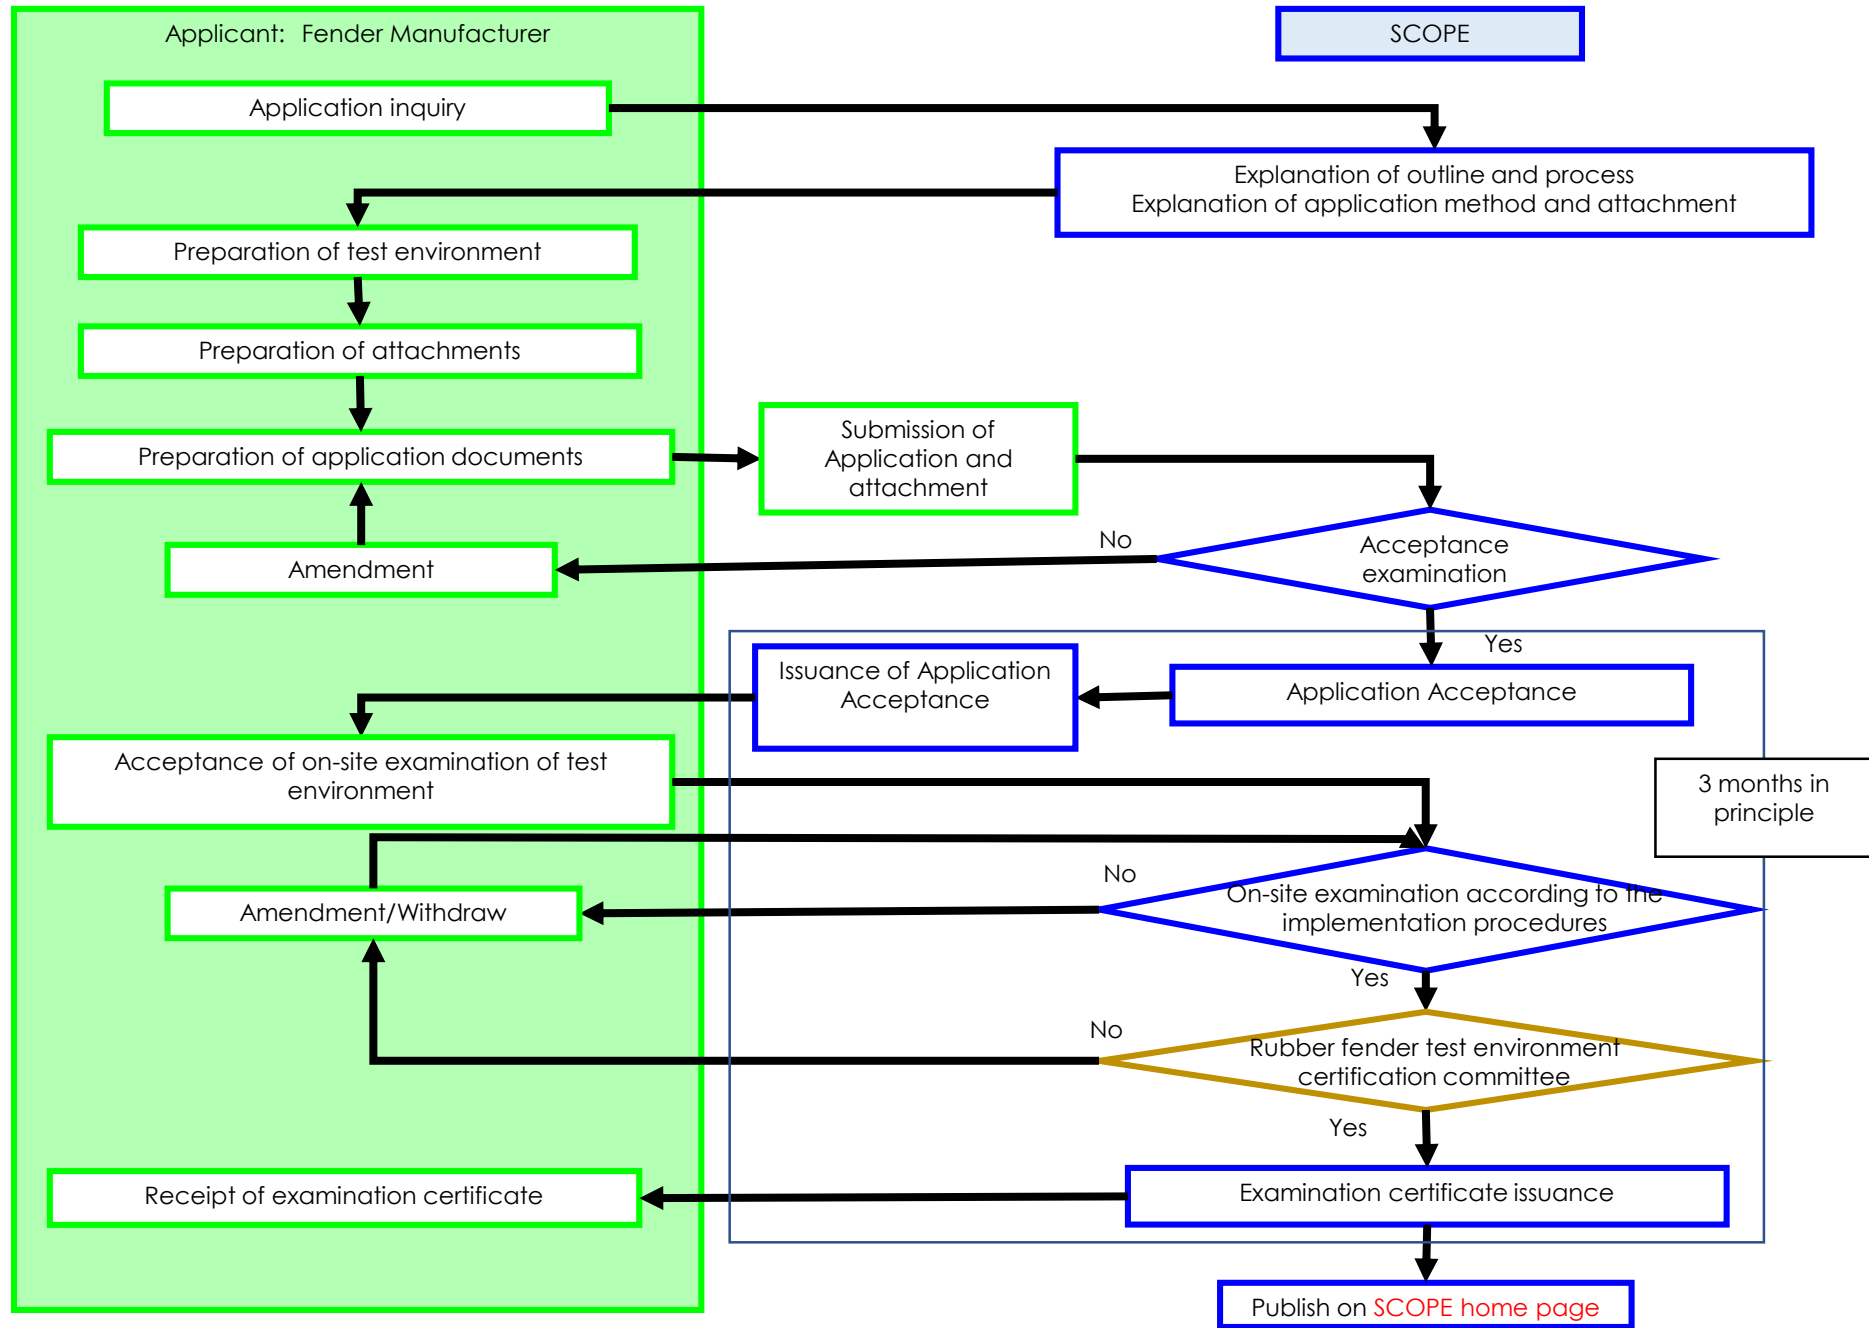 Applicant: Fender Manufacturer
SCOPE
Application inquiry
Explanation of outline and process
Explanation of application method and attachment
Preparation of test environment
Preparation of attachments
Preparation of application documents
Submission of
Application and
attachment
No
Acceptance
examination
Amendment
Yes
Issuance of Application
Acceptance
Application Acceptance
Acceptance of on-site examination of test
environment
3 months in
principle
No
On-site examination according to the
implementation procedures
Amendment/Withdraw
Yes
No
Rubber fender test environment
certification committee
Yes
Receipt of examination certificate
Examination certificate issuance
Publish on SCOPE home page